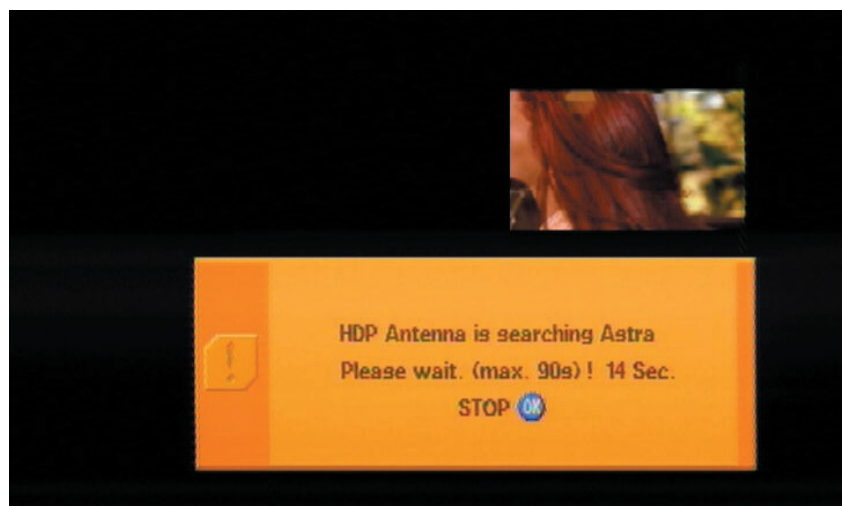 HDP Antenna is searching Astra
Please wait. (max. 90s) ! 14 Sec.
STOP OK